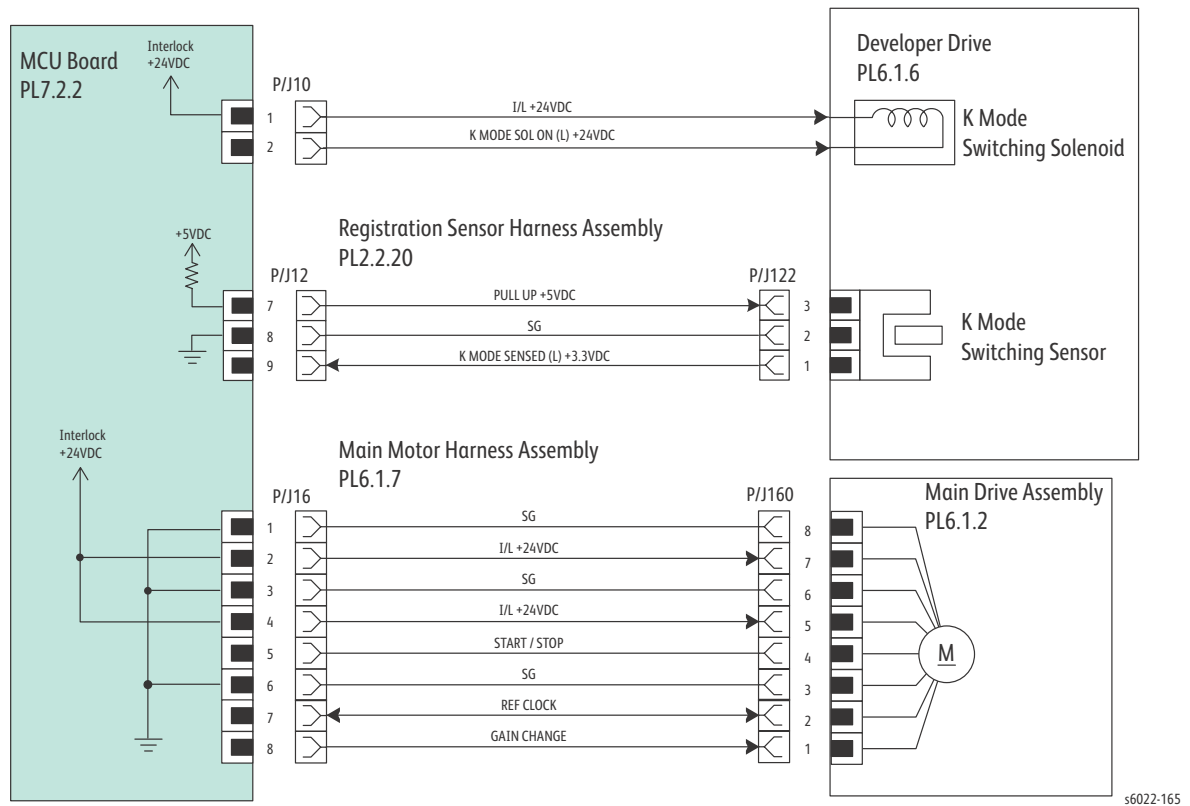 MCU Board
PL7.2.2
Interlock
+24VDC
P/J10
1
2
I/L +24VDC
K MODE SOL ON (L) +24VDC
Developer Drive
PL6.1.6
K Mode
Switching Solenoid
+5VDC
Registration Sensor Harness Assembly
PL2.2.20
P/J12
7
8
9
PULL UP +5VDC
SG
K MODE SENSED (L) +3.3VDC
P/J122
3
2
1
K Mode
Switching Sensor
Interlock
+24VDC
Main Motor Harness Assembly
PL6.1.7
P/J16
1
2
3
4
5
6
7
8
SG
I/L +24VDC
SG
I/L +24VDC
START / STOP
SG
REF CLOCK
GAIN CHANGE
P/J160
8
7
6
5
4
3
2
1
Main Drive Assembly
PL6.1.2
M
s6022-165